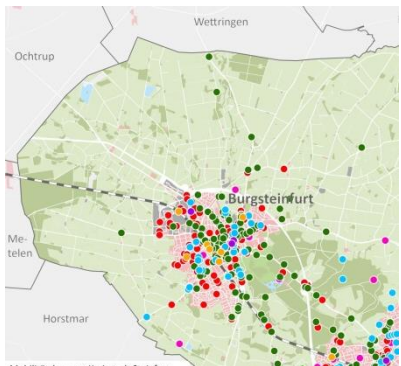 Wettringen
Ochtrup
Burgsteinfurt
Me-
telen
Horstmar